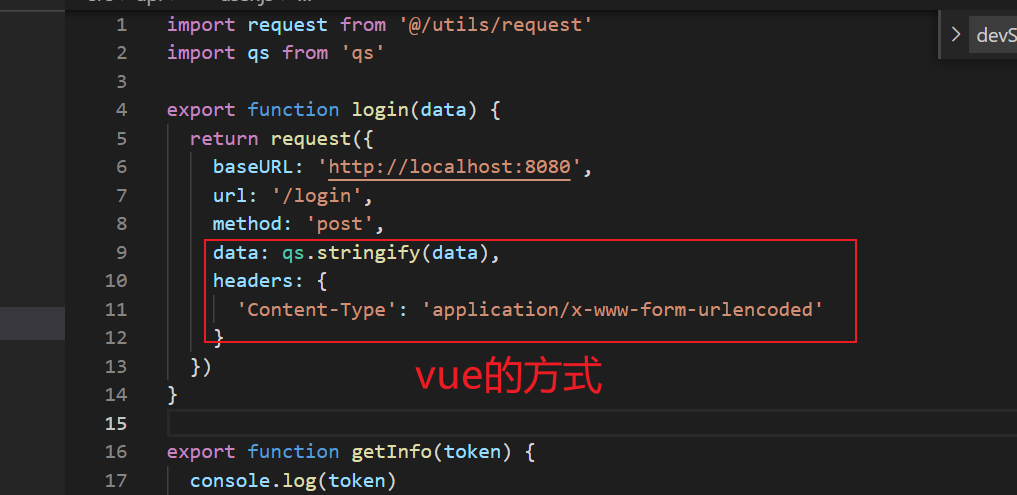 devS
1 import request from '@/utils/request'
2 import qs from 'qs'
3
4 export function login(data) {
5 return request({
6 baseURL: 'http://localhost:8080',
7 url: '/login',
8 method: 'post',
9 data: qs.stringify(data),
10 headers: {
11 'Content-Type': 'application/x-www-form-urlencoded'
12 }
13 })
vue的方式
14 }
15
16 export function getInfo(token) {
17 console.log(token)